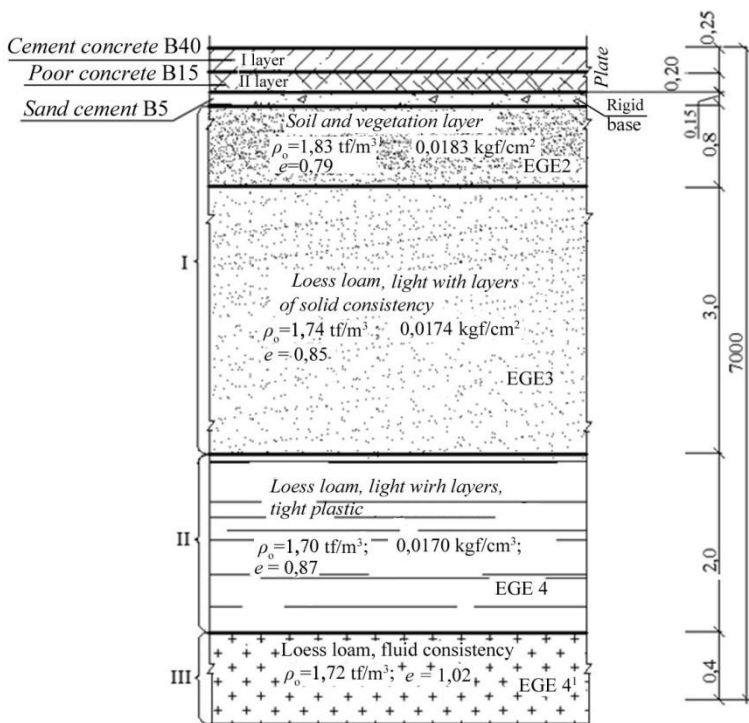 Cement concrete B40
I layer
Poor concrete B15
II layer
Plate
Sand cement B5
Rigid
base
Soil and vegetation layer
ρₒ=1,83 tf/m³ 0,0183 kgf/cm²
e=0,79
EGE2
I
Loess loam, light with layers
of solid consistency
ρₒ=1,74 tf/m³ ; 0,0174 kgf/cm²
e = 0,85
EGE3
Loess loam, light wirh layers,
tight plastic
II
ρₒ=1,70 tf/m³; 0,0170 kgf/cm³;
e = 0,87
EGE 4
Loess loam, fluid consistency
III
ρₒ=1,72 tf/m³; e = 1,02
EGE 4¹
0,25
0,20
0.15
0,8
3,0
7000
2,0
0,4